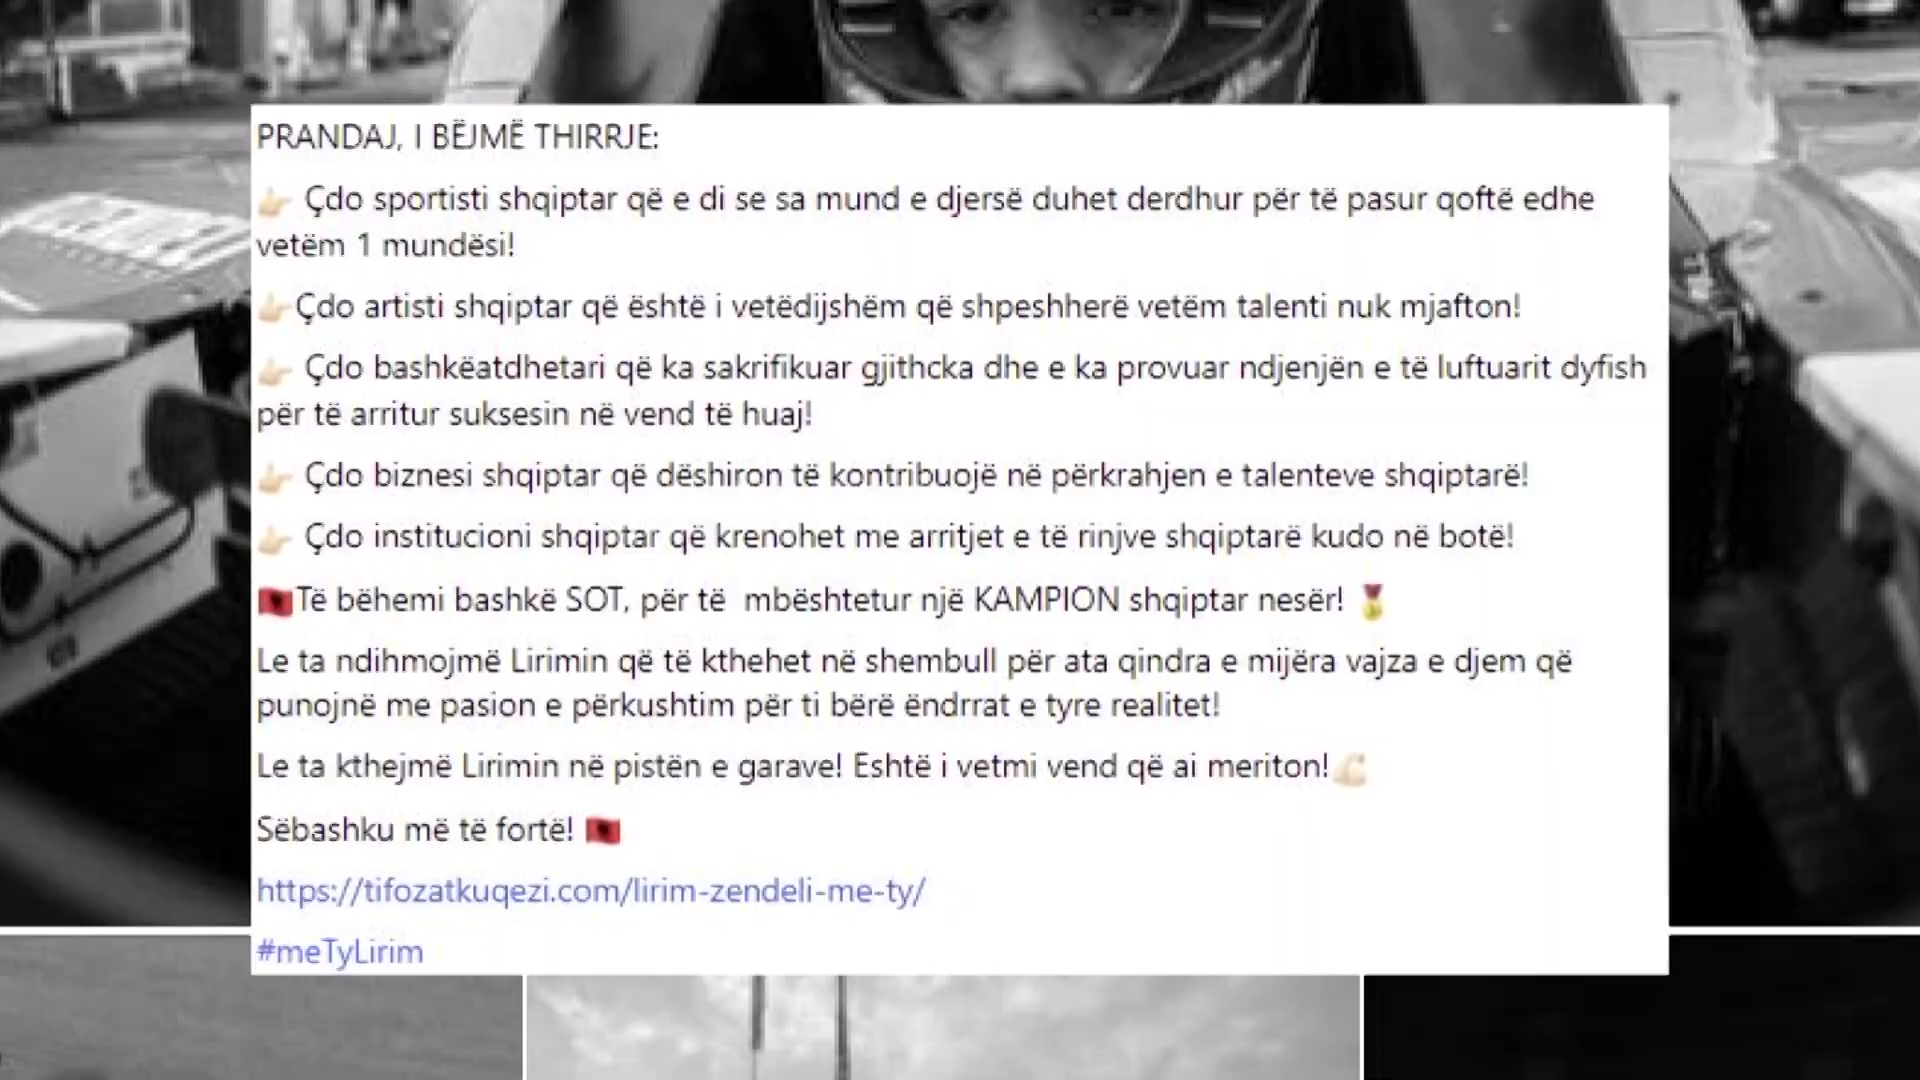 PRANDAJ, I BËJMË THIRRJE:
👉🏻 Çdo sportisti shqiptar që e di se sa mund e djersë duhet derdhur për të pasur qoftë edhe
vetëm 1 mundësi!
👉🏻Çdo artisti shqiptar që është i vetëdijshëm që shpeshherë vetëm talenti nuk mjafton!
👉🏻 Çdo bashkëatdhetari që ka sakrifikuar gjithcka dhe e ka provuar ndjenjën e të luftuarit dyfish
për të arritur suksesin në vend të huaj!
👉🏻 Çdo biznesi shqiptar që dëshiron të kontribuojë në përkrahjen e talenteve shqiptarë!
👉🏻 Çdo institucioni shqiptar që krenohet me arritjet e të rinjve shqiptarë kudo në botë!
🇦🇱Të bëhemi bashkë SOT, për të  mbështetur një KAMPION shqiptar nesër! 🏅
Le ta ndihmojmë Lirimin që të kthehet në shembull për ata qindra e mijëra vajza e djem që
punojnë me pasion e përkushtim për ti bërë ëndrrat e tyre realitet!
Le ta kthejmë Lirimin në pistën e garave! Eshtë i vetmi vend që ai meriton!💪🏻
Sëbashku më të fortë! 🇦🇱
https://tifozatkuqezi.com/lirim-zendeli-me-ty/
#meTyLirim